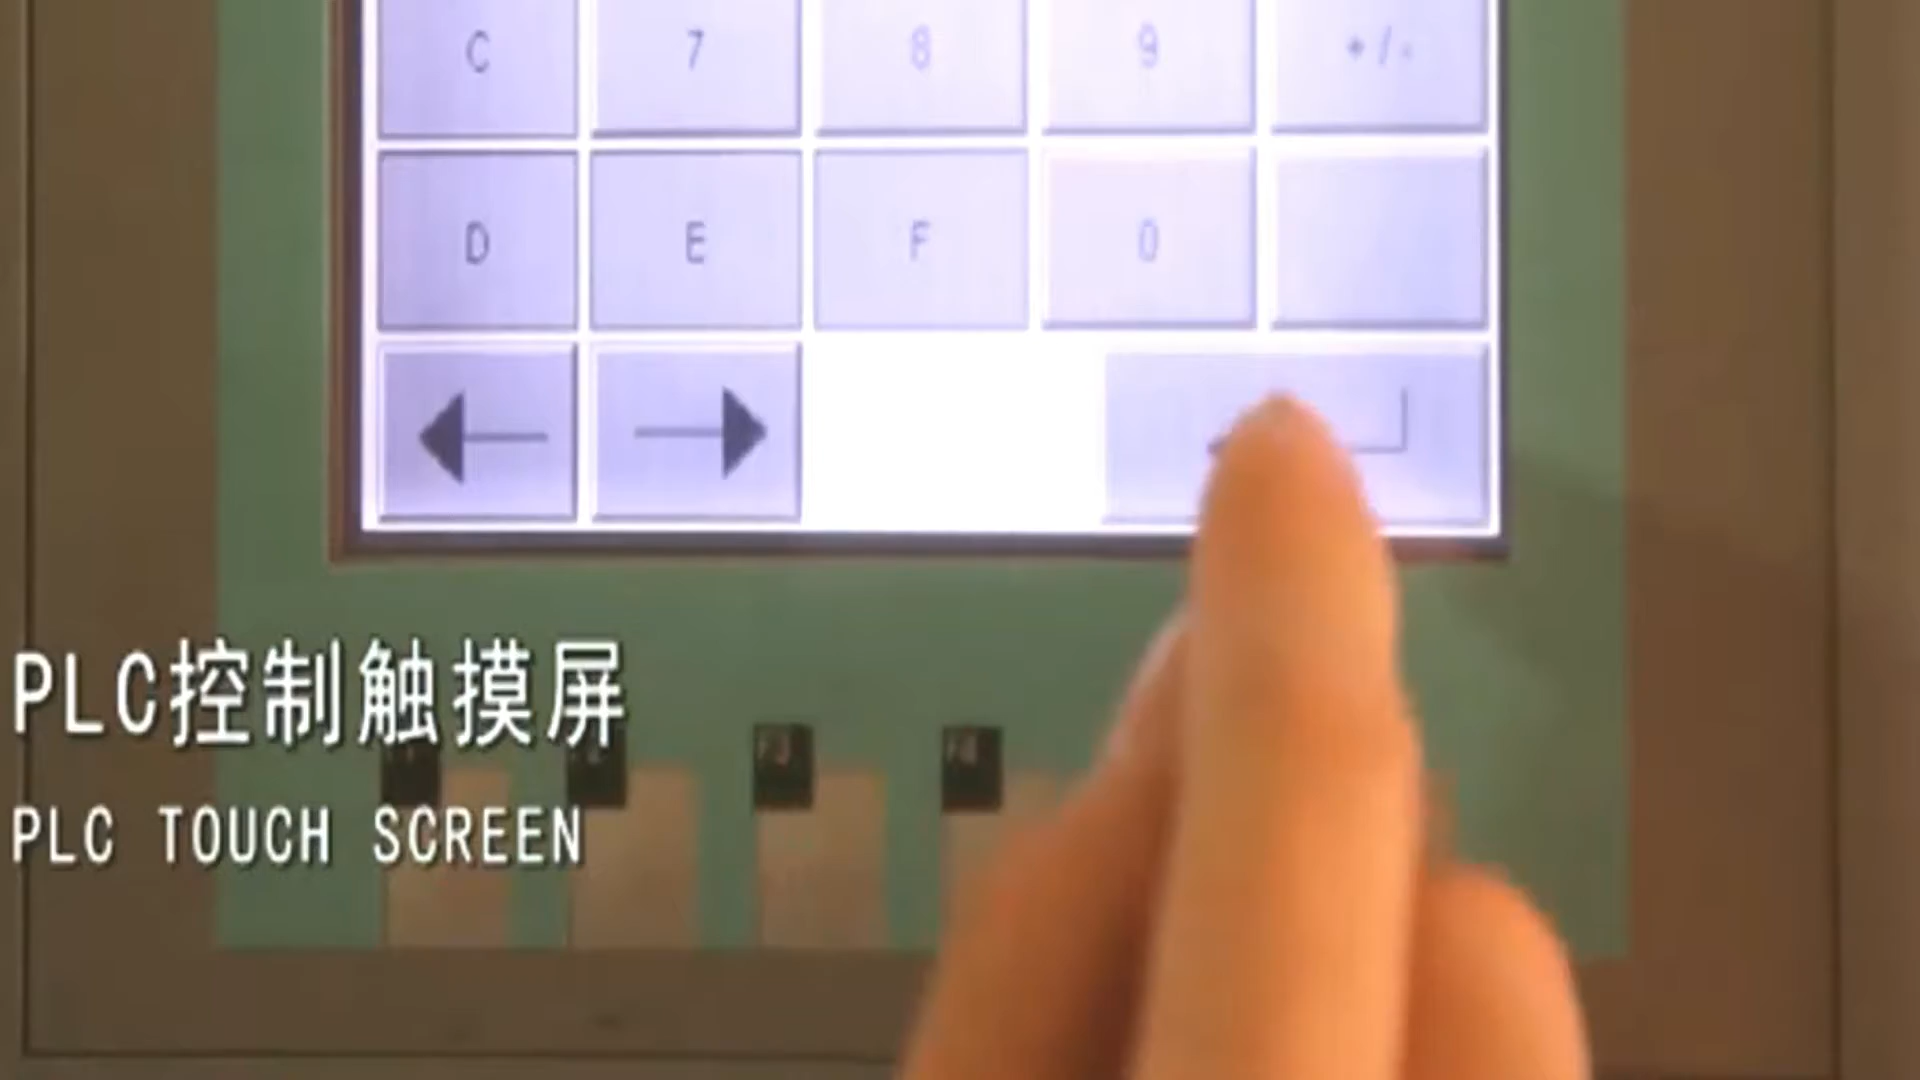 C 7 8 9 +/-
D E F 0
PLC控制触摸屏
PLC TOUCH SCREEN